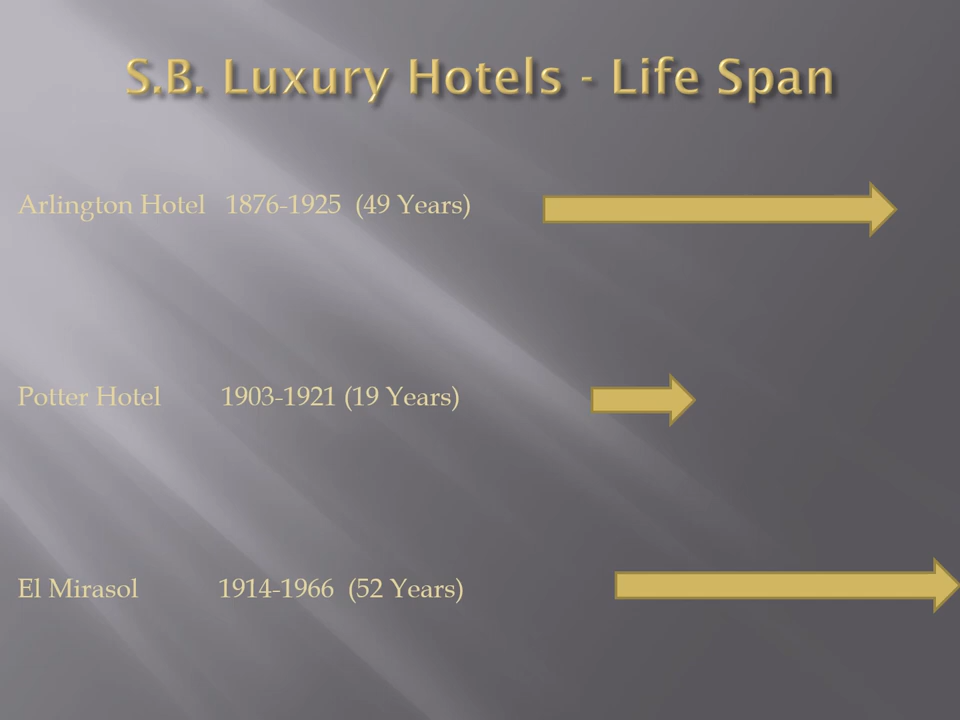 S.B. Luxury Hotels - Life Span
Arlington Hotel 1876-1925 (49 Years)
Potter Hotel 1903-1921 (19 Years)
El Mirasol 1914-1966 (52 Years)